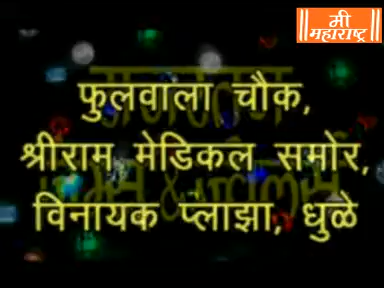 मी
महाराष्ट्र
फुलवाला चौक,
श्रीराम मेडिकल समोर,
विनायक प्लाझा, धुळे